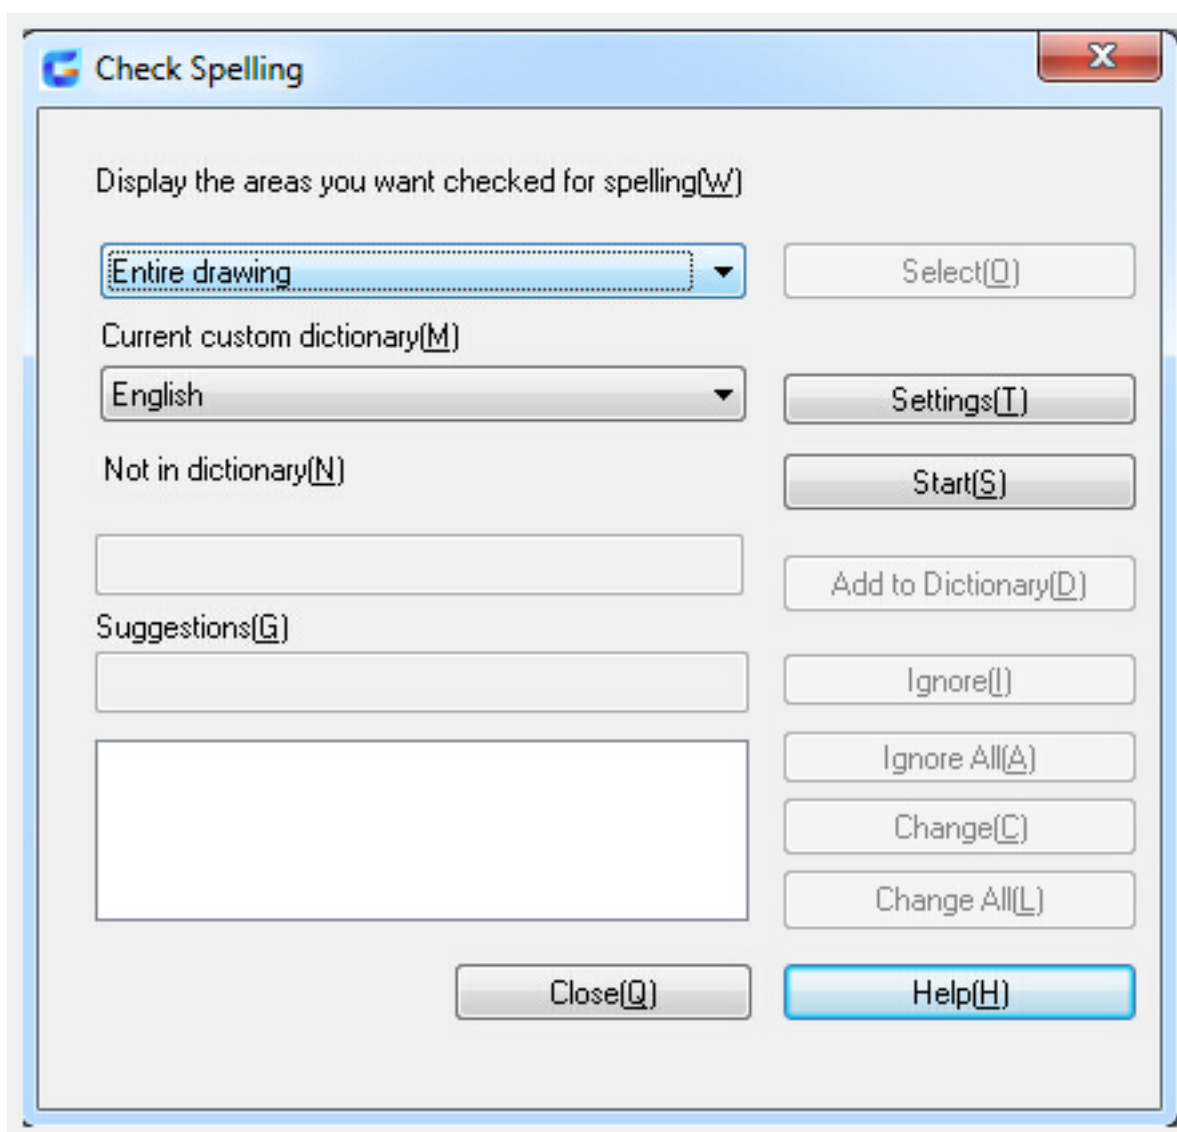 Check Spelling
Display the areas you want checked for spelling(W)
Entire drawing
Select(O)
Current custom dictionary(M)
English
Settings(T)
Not in dictionary(N)
Start(S)
Add to Dictionary(D)
Suggestions(G)
Ignore(I)
Ignore All(A)
Change(C)
Change All(L)
Close(Q)
Help(H)